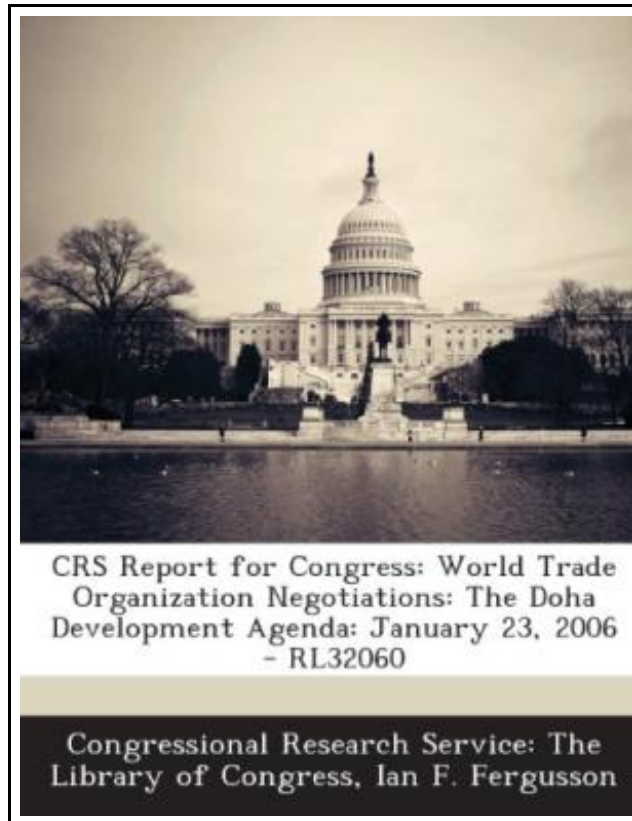 CRS Report for Congress: World Trade
Organization Negotiations: The Doha
Development Agenda: January 23, 2006
- RL32060
Congressional Research Service: The
Library of Congress, Ian F. Fergusson